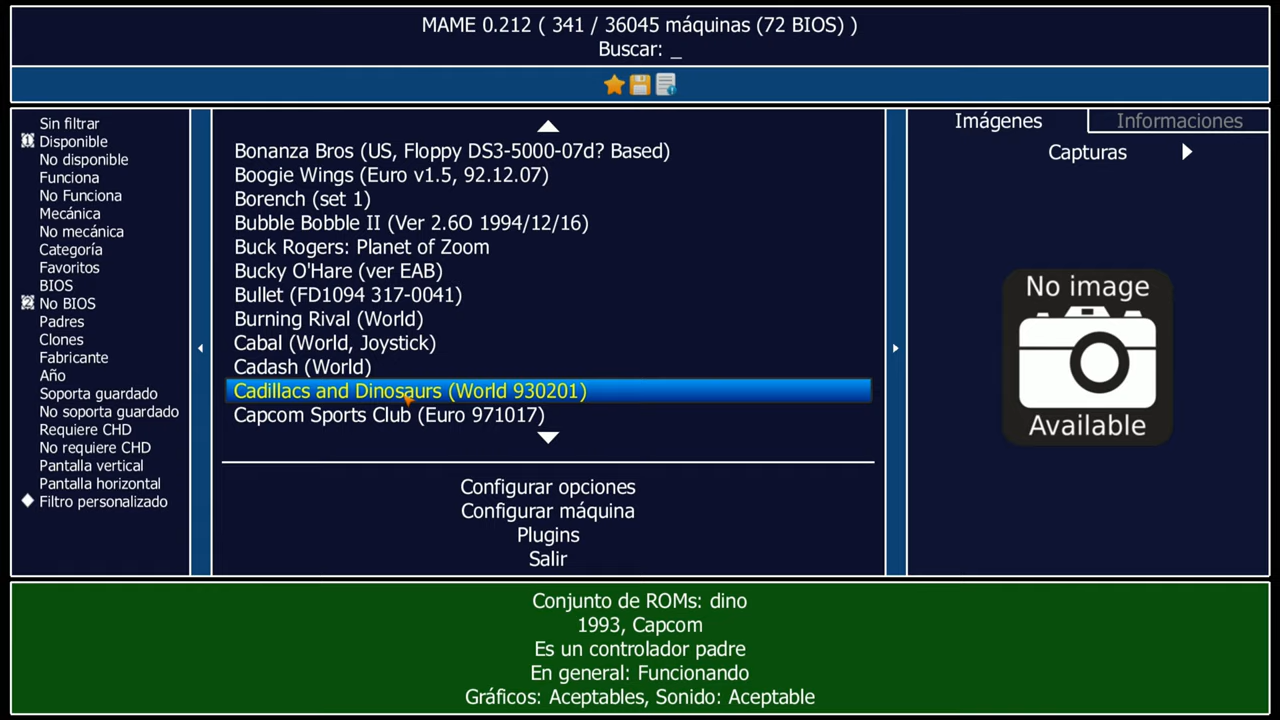 MAME 0.212 ( 341 / 36045 máquinas (72 BIOS) )
Buscar: _
Sin filtrar
Disponible
No disponible
Funciona
No Funciona
Mecánica
No mecánica
Categoría
Favoritos
BIOS
No BIOS
Padres
Clones
Fabricante
Año
Soporta guardado
No soporta guardado
Requiere CHD
No requiere CHD
Pantalla vertical
Pantalla horizontal
Filtro personalizado
Bonanza Bros (US, Floppy DS3-5000-07d? Based)
Boogie Wings (Euro v1.5, 92.12.07)
Borench (set 1)
Bubble Bobble II (Ver 2.6O 1994/12/16)
Buck Rogers: Planet of Zoom
Bucky O'Hare (ver EAB)
Bullet (FD1094 317-0041)
Burning Rival (World)
Cabal (World, Joystick)
Cadash (World)
Cadillacs and Dinosaurs (World 930201)
Capcom Sports Club (Euro 971017)
Configurar opciones
Configurar máquina
Plugins
Salir
Imágenes
Informaciones
Capturas
No image
Available
Conjunto de ROMs: dino
1993, Capcom
Es un controlador padre
En general: Funcionando
Gráficos: Aceptables, Sonido: Aceptable